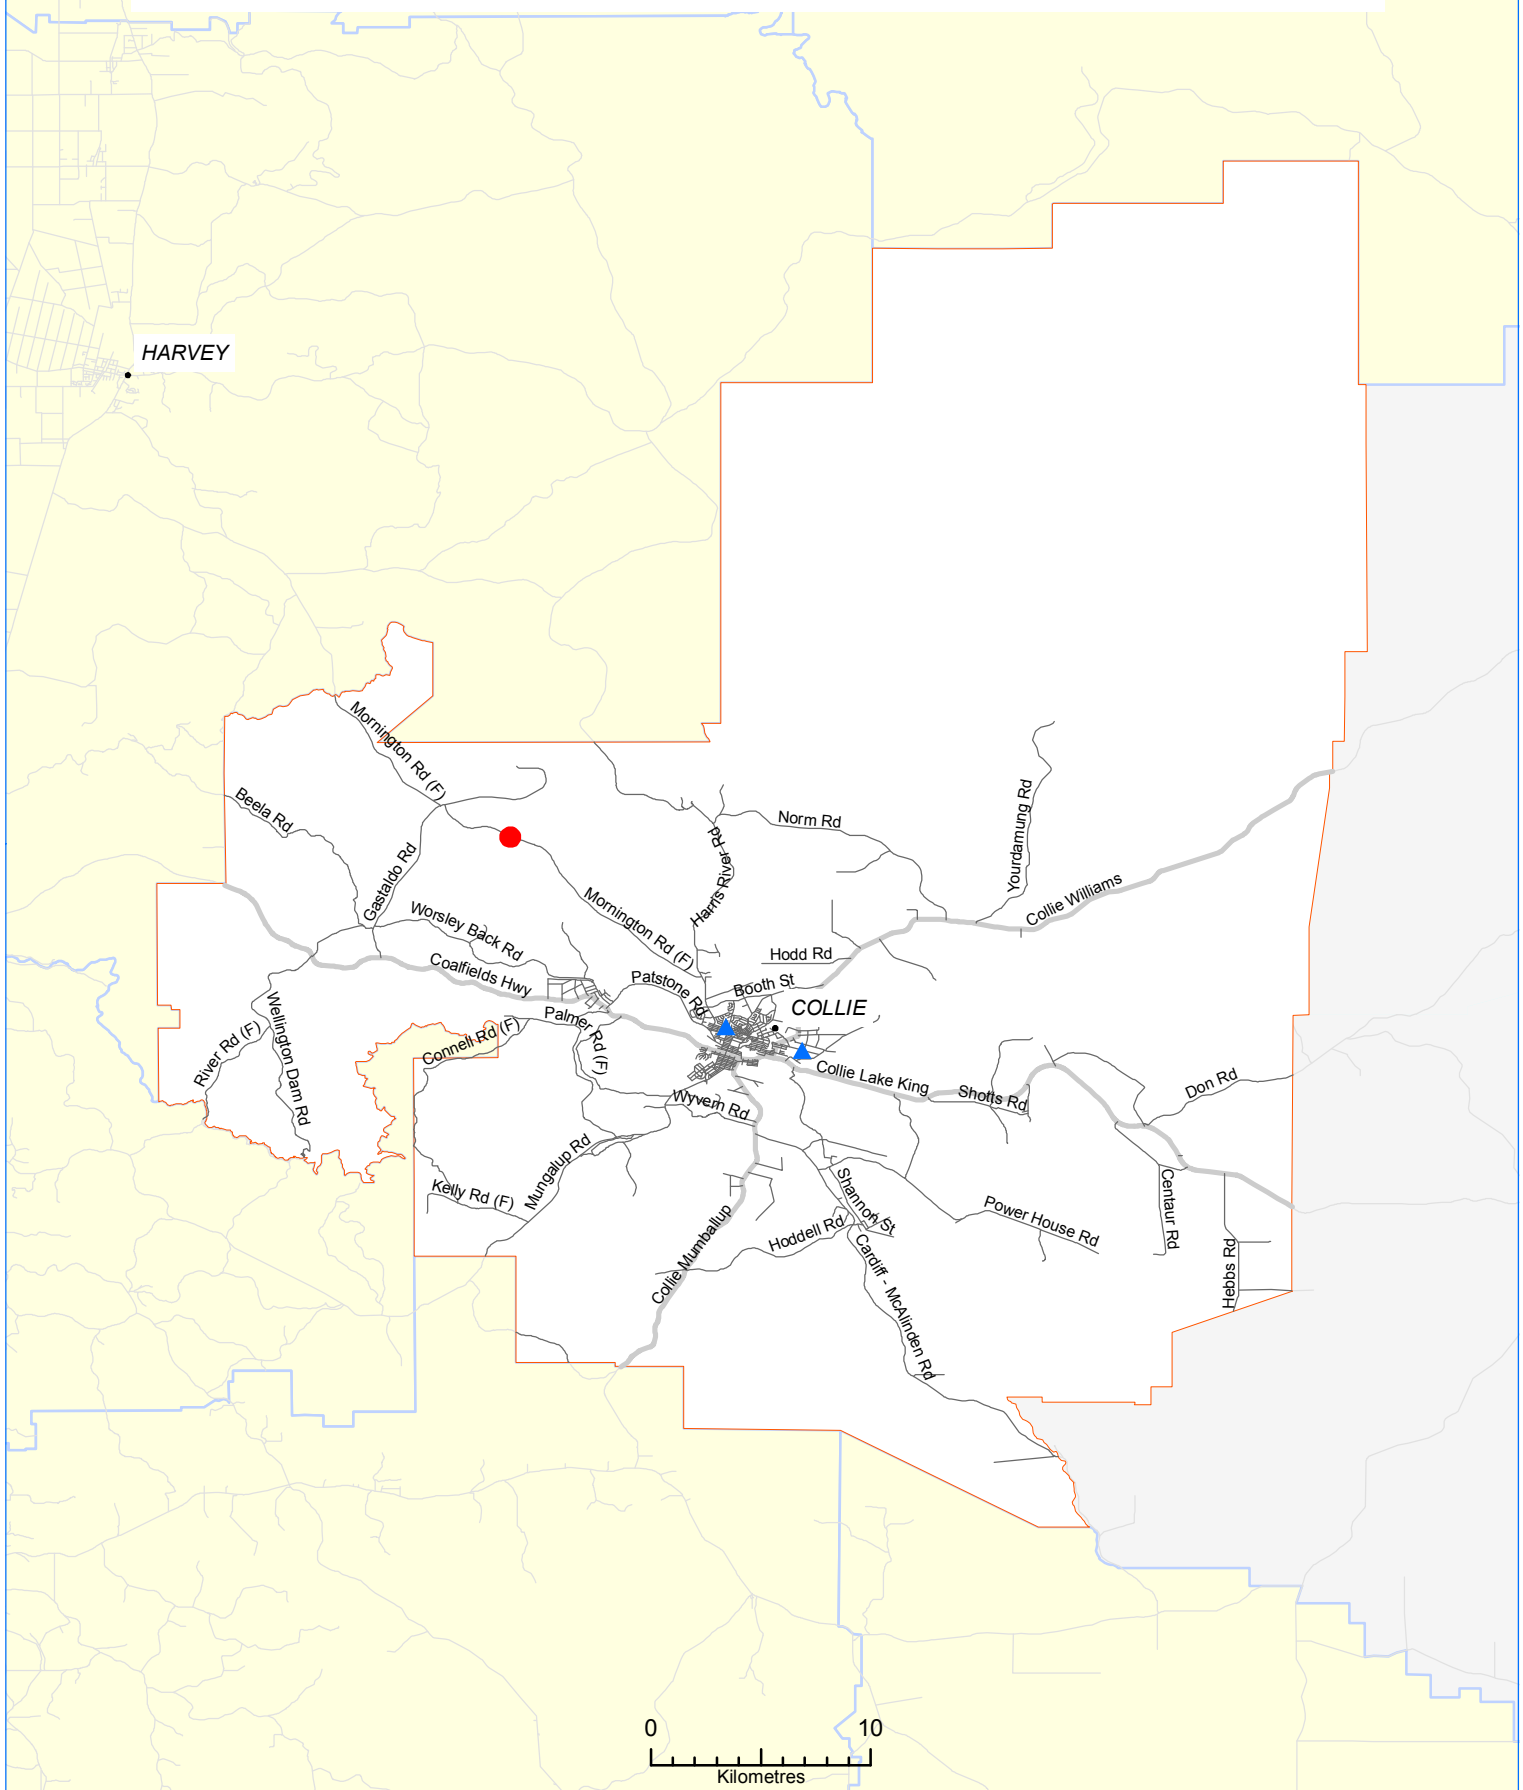 HARVEY
Mornington Rd (F)
Beela Rd
Gastaldo Rd
Norm Rd
Yourdamung Rd
Harris River Rd
Collie Williams
Mornington Rd (F)
Worsley Back Rd
Coalfields Hwy
Hodd Rd
Patstone Rd
Booth St
COLLIE
Wellington Dam Rd
River Rd (F)
Connell Rd (F)
Palmer Rd (F)
Collie Lake King
Shotts Rd
Don Rd
Wyvern Rd
Mungalup Rd
Kelly Rd (F)
Shannon St
Power House Rd
Centaur Rd
Hoddell Rd
Collie Mumballup
Cardiff - McAlinden Rd
Hebbs Rd
0 10
Kilometres